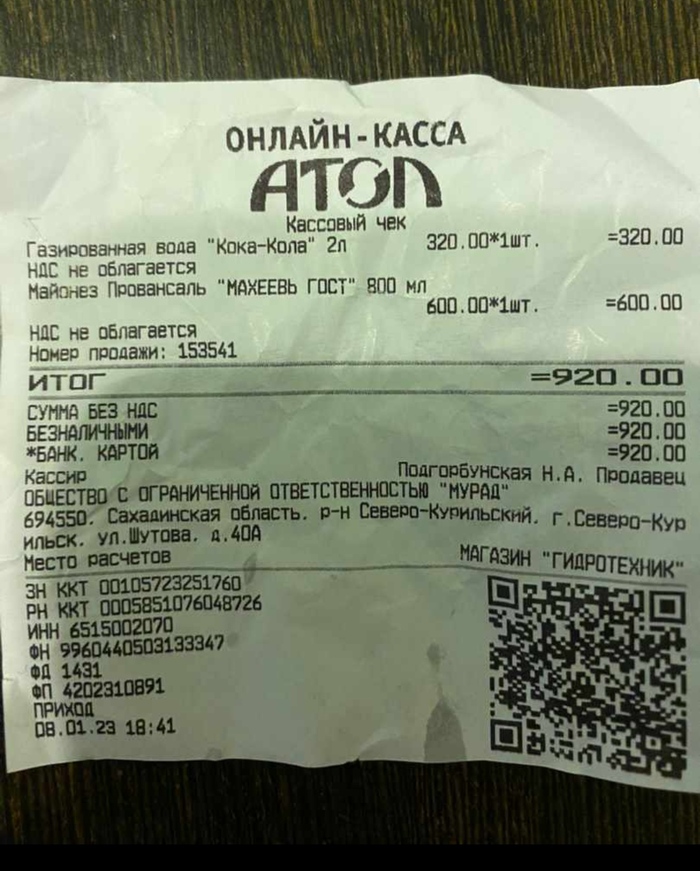 ОНЛАЙН-КАССА
АТОЛ
Кассовый чек
Газированная вода "Кока-Кола" 2л 320.00*1шт. =320.00
НДС не облагается
Майонез Провансаль "МАХЕЕВЬ ГОСТ" 800 мл
600.00*1шт. =600.00
НДС не облагается
Номер продажи: 153541
ИТОГ =920.00
СУММА БЕЗ НДС =920.00
БЕЗНАЛИЧНЫМИ =920.00
*БАНК. КАРТОЙ =920.00
Кассир Подгорбунская Н.А. Продавец
ОБЩЕСТВО С ОГРАНИЧЕННОЙ ОТВЕТСТВЕННОСТЬЮ "МУРАД"
694550. Сахадинская область. р-н Северо-Курильский. г.Северо-Кур
ильск. ул.Шутова. д.40А
Место расчетов МАГАЗИН "ГИДРОТЕХНИК"
ЗН ККТ 00105723251760
РН ККТ 0005851076048726
ИНН 6515002070
ФН 9960440503133347
ФД 1431
ФП 4202310891
ПРИХОД
08.01.23 18:41